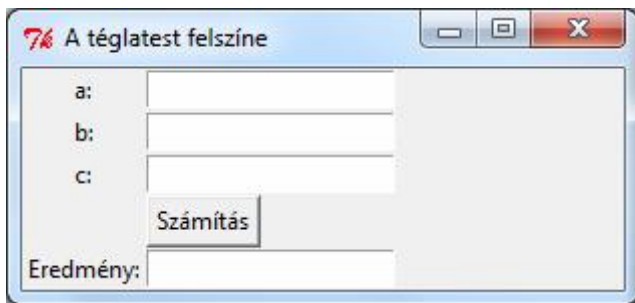 A téglatest felszíne
a:
b:
c:
Számítás
Eredmény: